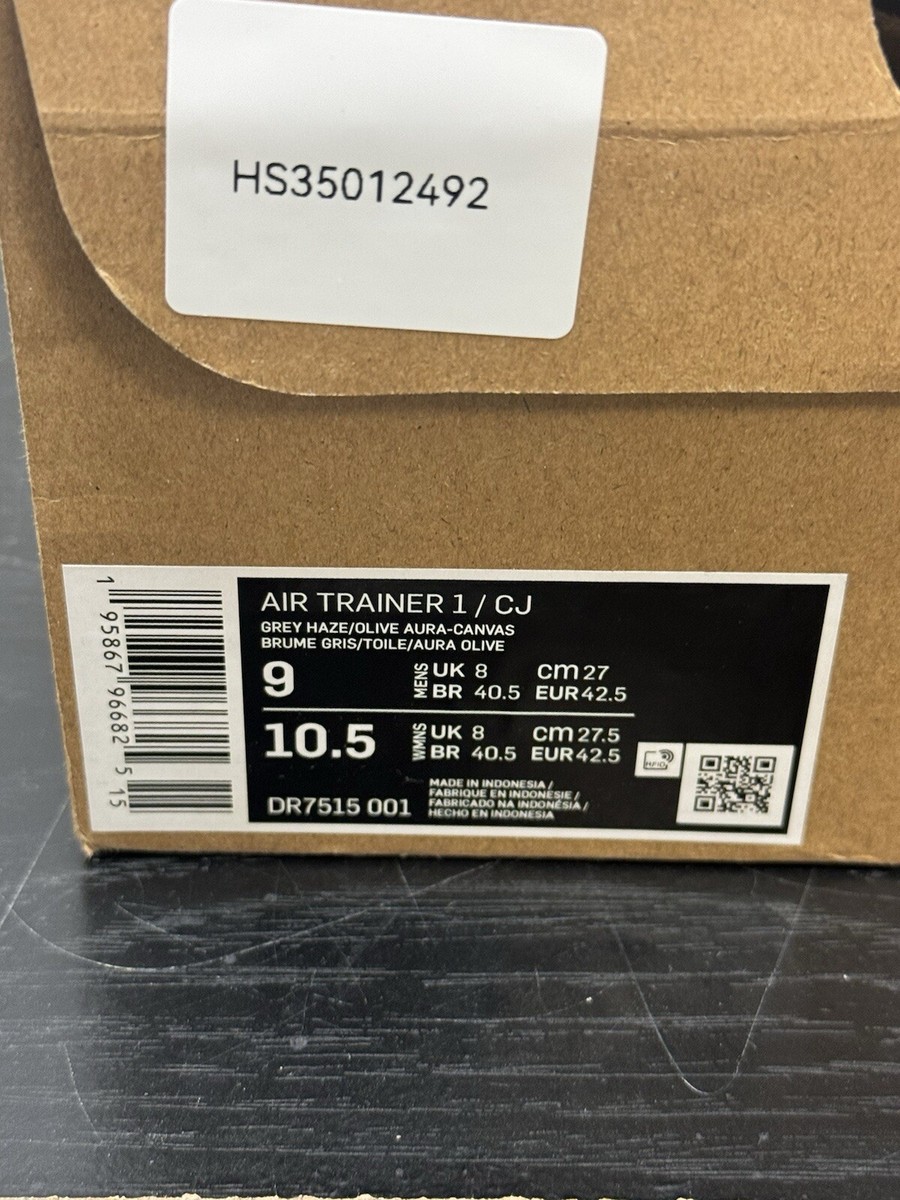 HS35012492
AIR TRAINER 1 / CJ
GREY HAZE/OLIVE AURA-CANVAS
BRUME GRIS/TOILE/AURA OLIVE
9 MENS UK 8 cm 27
BR 40.5 EUR 42.5
10.5 WMNS UK 8 cm 27.5
BR 40.5 EUR 42.5
DR7515 001
MADE IN INDONESIA /
FABRIQUE EN INDONESIE /
FABRICADO NA INDONÉSIA /
HECHO EN INDONESIA
RFID
1 95867 96682 5 15